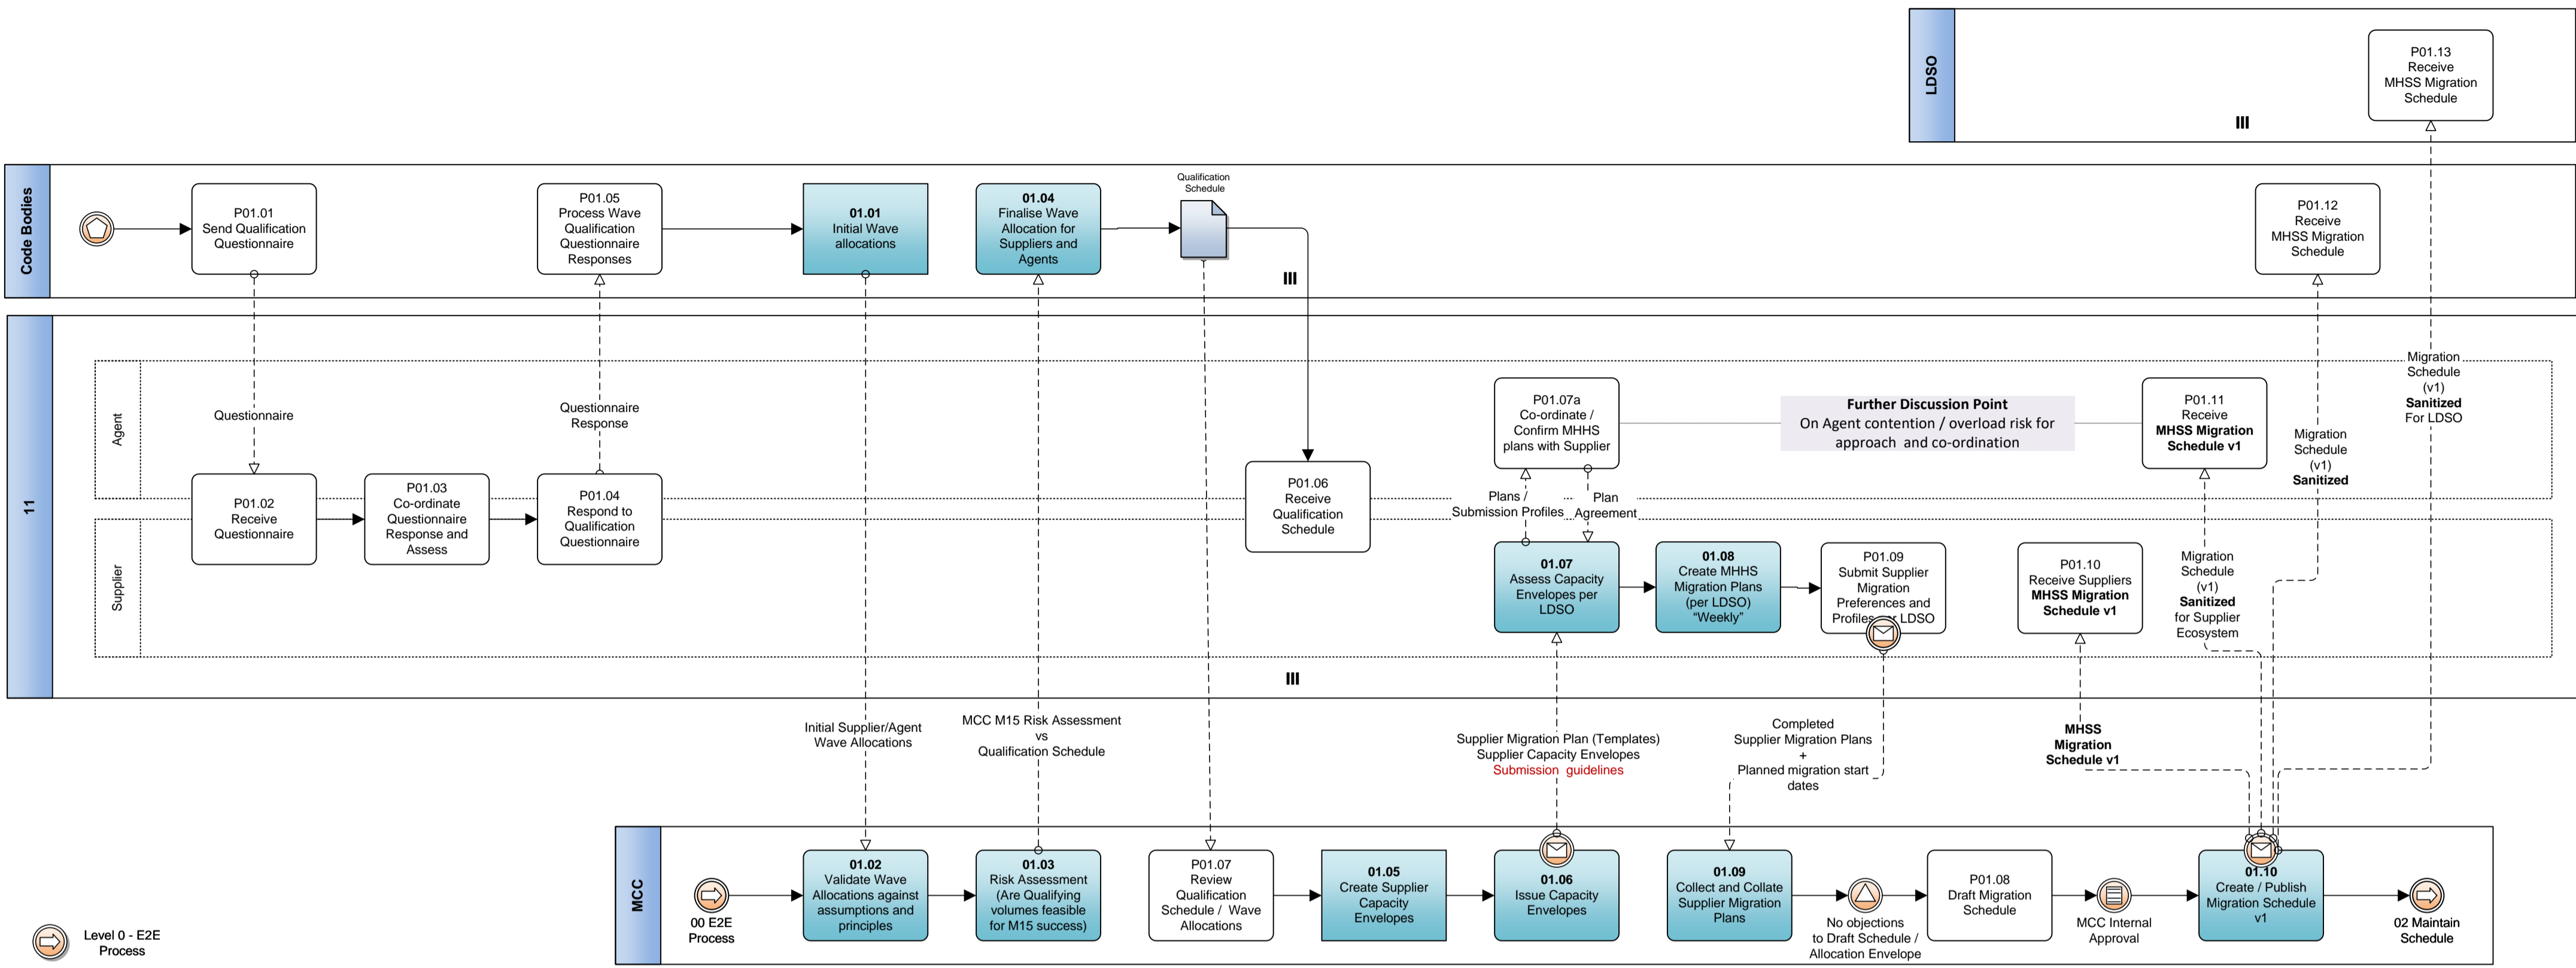 LDSO
P01.13
Receive
MHSS Migration
Schedule
III
Code Bodies
P01.01
Send Qualification
Questionnaire
P01.05
Process Wave
Qualification
Questionnaire
Responses
01.01
Initial Wave
allocations
01.04
Finalise Wave
Allocation for
Suppliers and
Agents
Qualification
Schedule
III
P01.12
Receive
MHSS Migration
Schedule
11
Agent
Supplier
Questionnaire
Questionnaire
Response
P01.02
Receive
Questionnaire
P01.03
Co-ordinate
Questionnaire
Response and
Assess
P01.04
Respond to
Qualification
Questionnaire
P01.06
Receive
Qualification
Schedule
P01.07a
Co-ordinate /
Confirm MHHS
plans with Supplier
Further Discussion Point
On Agent contention / overload risk for
approach and co-ordination
P01.11
Receive
MHSS Migration
Schedule v1
Migration
Schedule
(v1)
Sanitized
Migration
Schedule
(v1)
Sanitized
For LDSO
Plans /
Submission Profiles
Plan
Agreement
01.07
Assess Capacity
Envelopes per
LDSO
01.08
Create MHHS
Migration Plans
(per LDSO)
“Weekly”
P01.09
Submit Supplier
Migration
Preferences and
Profiles per LDSO
P01.10
Receive Suppliers
MHSS Migration
Schedule v1
Migration
Schedule
(v1)
Sanitized
for Supplier
Ecosystem
III
Initial Supplier/Agent
Wave Allocations
MCC M15 Risk Assessment
vs
Qualification Schedule
Supplier Migration Plan (Templates)
Supplier Capacity Envelopes
Submission guidelines
Completed
Supplier Migration Plans
+
Planned migration start
dates
MHSS
Migration
Schedule v1
MCC
00 E2E
Process
01.02
Validate Wave
Allocations against
assumptions and
principles
01.03
Risk Assessment
(Are Qualifying
volumes feasible
for M15 success)
P01.07
Review
Qualification
Schedule / Wave
Allocations
01.05
Create Supplier
Capacity
Envelopes
01.06
Issue Capacity
Envelopes
01.09
Collect and Collate
Supplier Migration
Plans
No objections
to Draft Schedule /
Allocation Envelope
P01.08
Draft Migration
Schedule
MCC Internal
Approval
01.10
Create / Publish
Migration Schedule
v1
02 Maintain
Schedule
Level 0 - E2E
Process